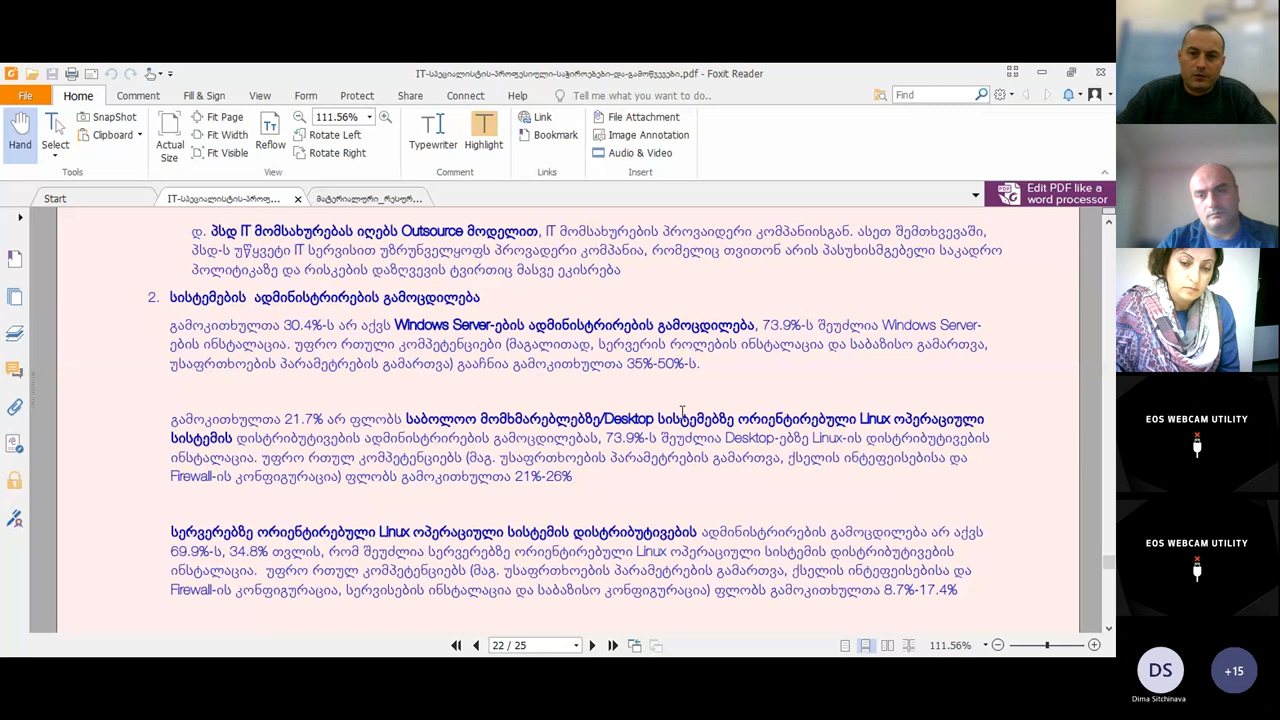 IT-სპეციალისტის-პროფესიული-საჭიროებები-და-გამოწვევები.pdf - Foxit Reader
File Home Comment Fill & Sign View Form Protect Share Connect Help Tell me what you want to do.. Find
Hand
Select
SnapShot
Clipboard
Tools
Actual Size
Fit Page
Fit Width
Fit Visible
Reflow
111.56%
Rotate Left
Rotate Right
View
Typewriter
Highlight
Comment
Link
Bookmark
Links
File Attachment
Image Annotation
Audio & Video
Insert
Start
IT-სპეციალისტის-პროფ...
მატერიალური_რესურ...
Edit PDF like a
word processor
დ. პსდ IT მომსახურებას იღებს Outsource მოდელით, IT მომსახურების პროვაიდერი კომპანიისგან. ასეთ შემთხვევაში,
პსდ-ს უწყვეტი IT სერვისით უზრუნველყოფს პროვადერი კომპანია, რომელიც თვითონ არის პასუხისმგებელი საკადრო
პოლიტიკაზე და რისკების დაზღვევის ტვირთიც მასვე ეკისრება
2. სისტემების ადმინისტრირების გამოცდილება
გამოკითხულთა 30.4%-ს არ აქვს Windows Server-ების ადმინისტრირების გამოცდილება, 73.9%-ს შეუძლია Windows Server-
ების ინსტალაცია. უფრო რთული კომპეტენციები (მაგალითად, სერვერის როლების ინსტალაცია და საბაზისო გამართვა,
უსაფრთხოების პარამეტრების გამართვა) გააჩნია გამოკითხულთა 35%-50%-ს.
გამოკითხულთა 21.7% არ ფლობს საბოლოო მომხმარებლებზე/Desktop სისტემებზე ორიენტირებული Linux ოპერაციული
სისტემის დისტრიბუტივების ადმინისტრირების გამოცდილებას, 73.9%-ს შეუძლია Desktop-ებზე Linux-ის დისტრიბუტივების
ინსტალაცია. უფრო რთულ კომპეტენციებს (მაგ. უსაფრთხოების პარამეტრების გამართვა, ქსელის ინტეფეისებისა და
Firewall-ის კონფიგურაცია) ფლობს გამოკითხულთა 21%-26%
სერვერებზე ორიენტირებული Linux ოპერაციული სისტემის დისტრიბუტივების ადმინისტრირების გამოცდილება არ აქვს
69.9%-ს, 34.8% თვლის, რომ შეუძლია სერვერებზე ორიენტირებული Linux ოპერაციული სისტემის დისტრიბუტივების
ინსტალაცია. უფრო რთულ კომპეტენციებს (მაგ. უსაფრთხოების პარამეტრების გამართვა, ქსელის ინტეფეისებისა და
Firewall-ის კონფიგურაცია, სერვისების ინსტალაცია და საბაზისო კონფიგურაცია) ფლობს გამოკითხულთა 8.7%-17.4%
22 / 25
111.56%
EOS WEBCAM UTILITY
EOS WEBCAM UTILITY
DS
+15
Dima Sitchinava